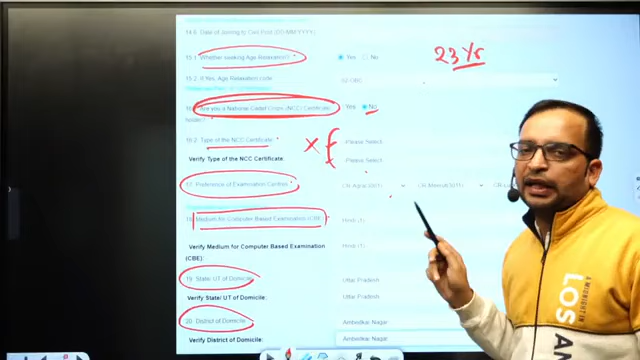 14.6 Date of Joining to Civil Post (DD-MM-YYYY)
15.1 Whether seeking Age Relaxation? * Yes No
23 Yr
15.2 If Yes, Age Relaxation code
Are you a National Cadet Corps (NCC) Certificate holder? Yes No
16.2 Type of the NCC Certificate: * Please Select
Verify Type of the NCC Certificate Please Select
17. Preference of Examination Centres *
18. Medium for Computer Based Examination (CBE) * Hindi (1)
Verify Medium for Computer Based Examination (CBE): Hindi (1)
19. State/ UT of Domicile Uttar Pradesh
Verify State/ UT of Domicile: Uttar Pradesh
20. District of Domicile Ambedkar Nagar
Verify District of Domicile: Ambedkar Nagar
LOS AN